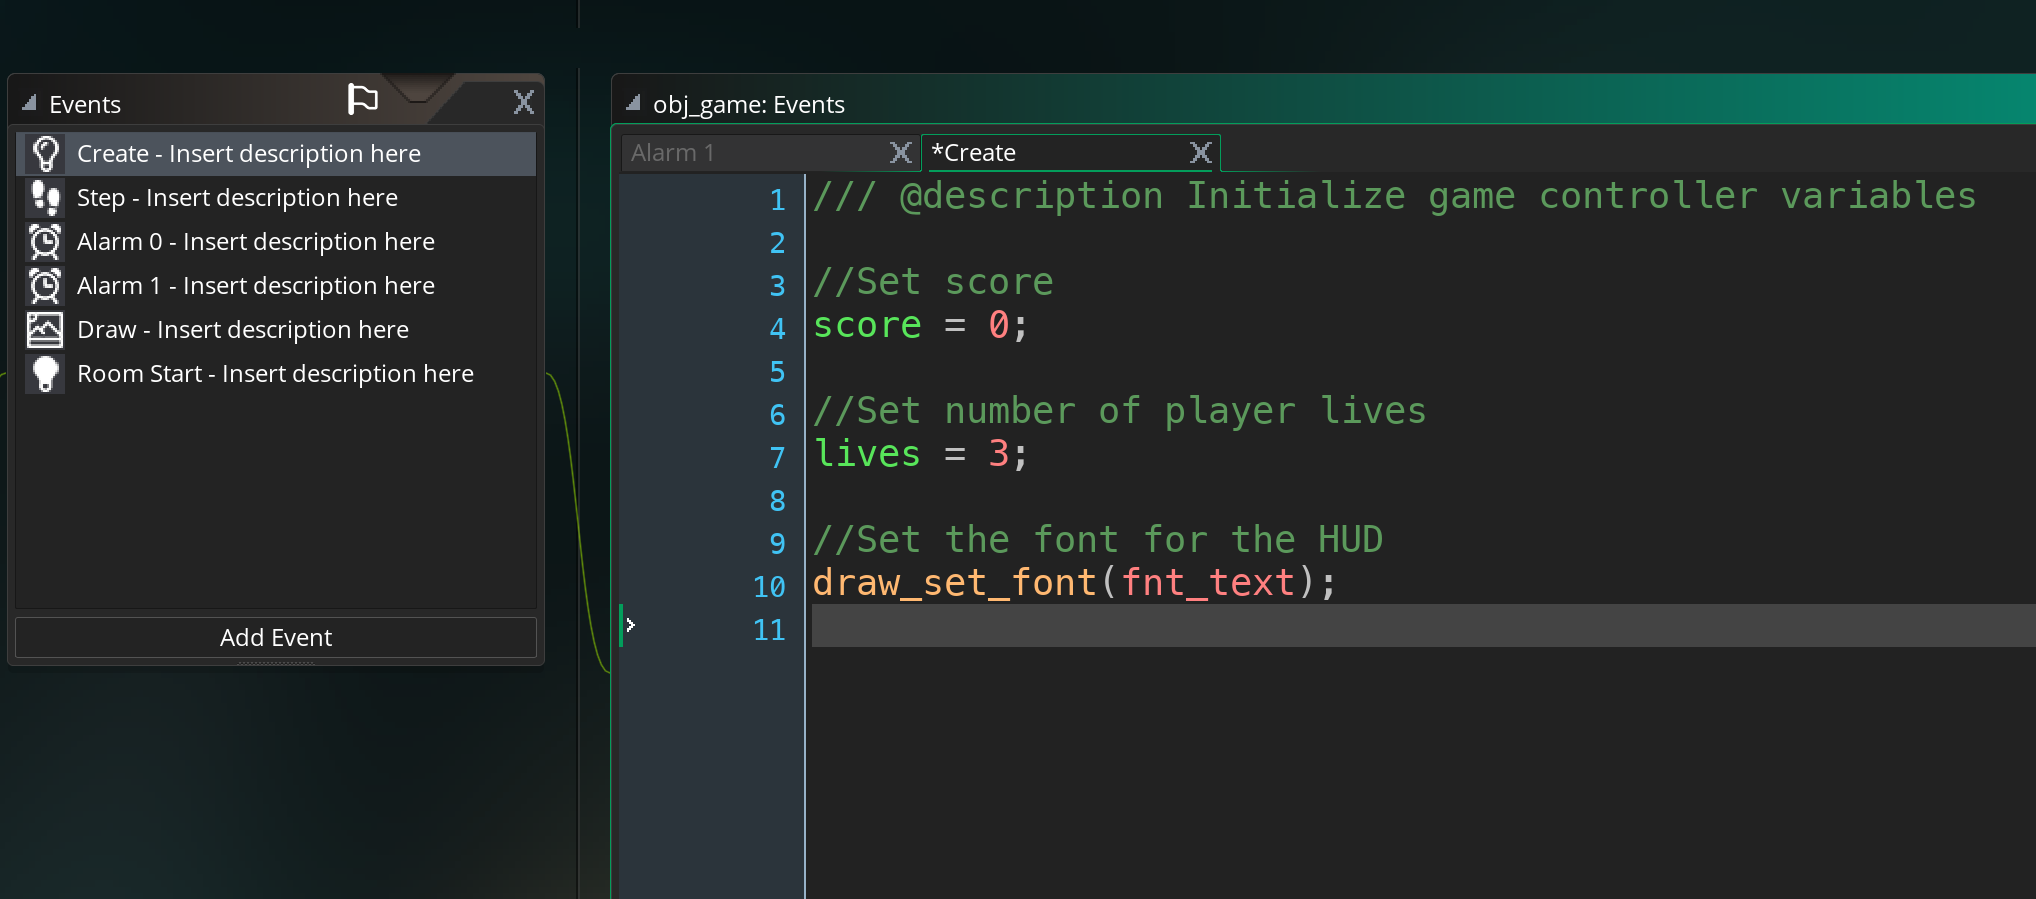 Events
Create - Insert description here
Step - Insert description here
Alarm 0 - Insert description here
Alarm 1 - Insert description here
Draw - Insert description here
Room Start - Insert description here
Add Event
obj_game: Events
Alarm 1
*Create
1 /// @description Initialize game controller variables
2
3 //Set score
4 score = 0;
5
6 //Set number of player lives
7 lives = 3;
8
9 //Set the font for the HUD
10 draw_set_font(fnt_text);
11